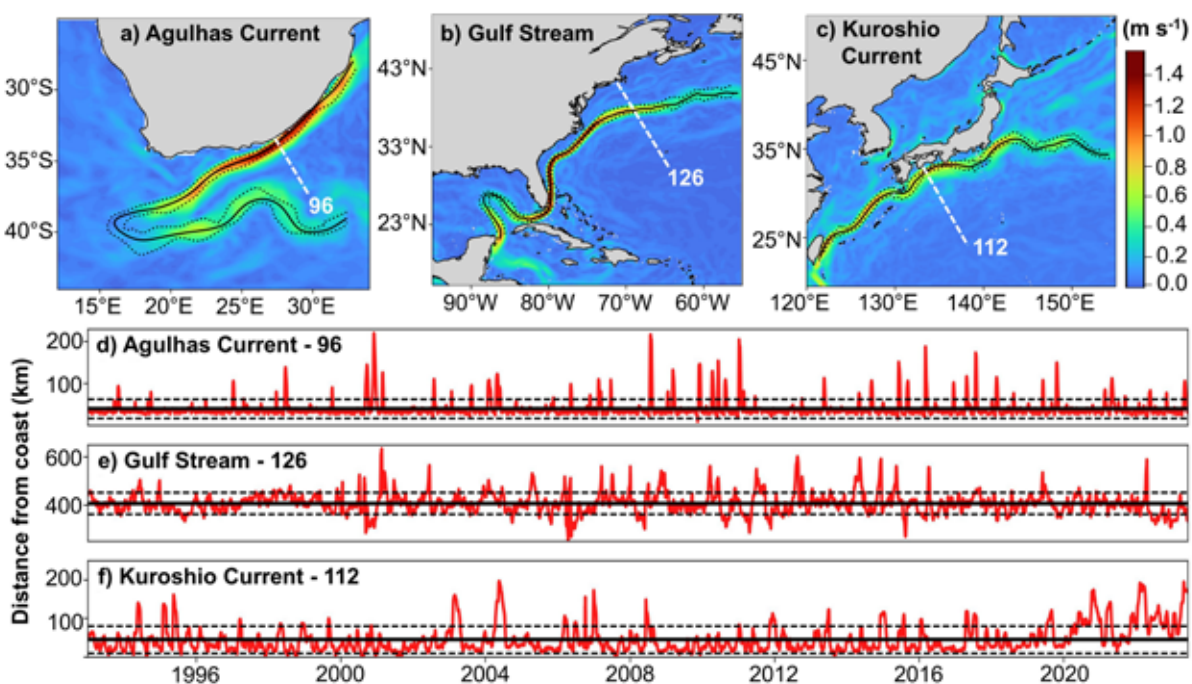 a) Agulhas Current
b) Gulf Stream
c) Kuroshio
Current
(m s⁻¹)
30°S
35°S
40°S
15°E
20°E
25°E
30°E
96
43°N
33°N
23°N
90°W
80°W
70°W
60°W
126
45°N
35°N
25°N
120°E
130°E
140°E
150°E
112
1.4
1.2
1.0
0.8
0.6
0.4
0.2
0.0
Distance from coast (km)
d) Agulhas Current - 96
200
100
e) Gulf Stream - 126
600
400
f) Kuroshio Current - 112
200
100
1996
2000
2004
2008
2012
2016
2020